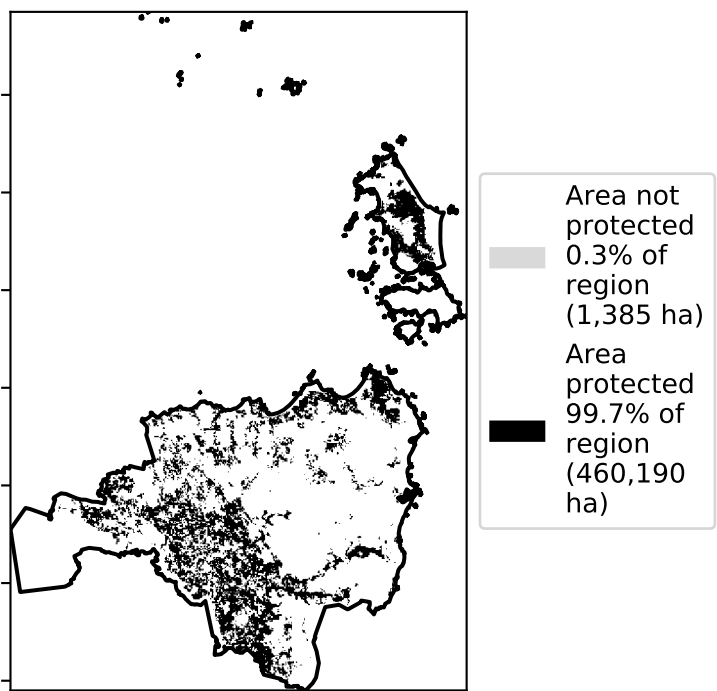 Area not
protected
0.3% of
region
(1,385 ha)
Area
protected
99.7% of
region
(460,190
ha)